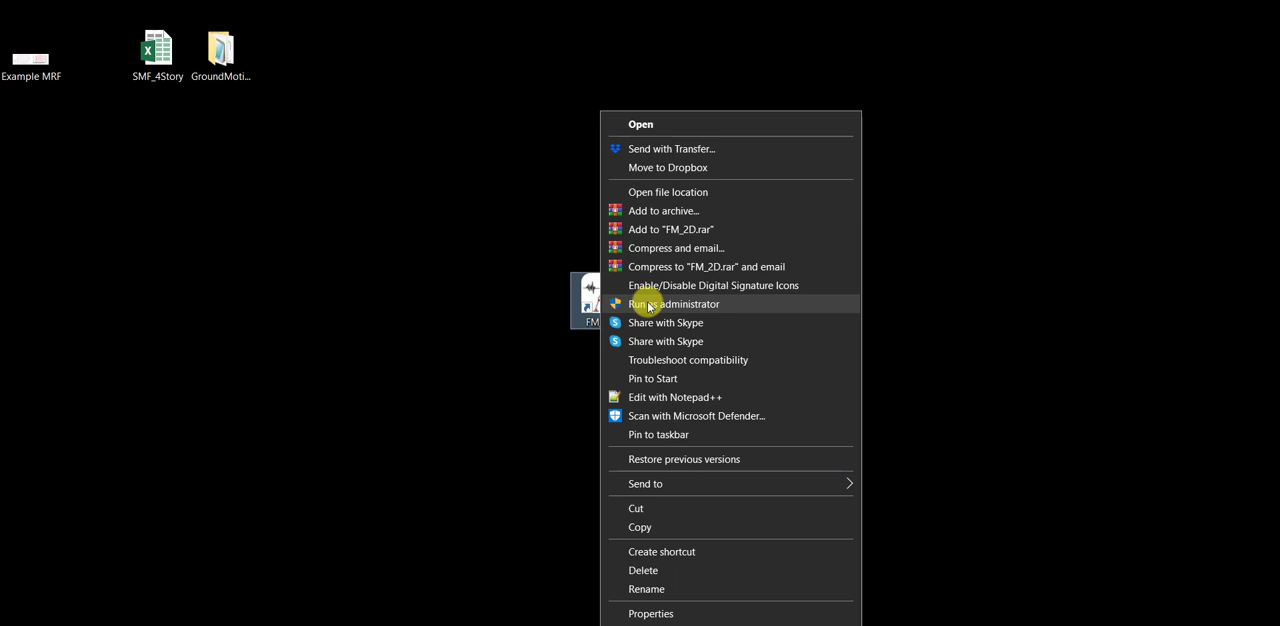 Example MRF
SMF_4Story
GroundMoti...
FM
Open
Send with Transfer...
Move to Dropbox
Open file location
Add to archive...
Add to "FM_2D.rar"
Compress and email...
Compress to "FM_2D.rar" and email
Enable/Disable Digital Signature Icons
Run as administrator
Share with Skype
Share with Skype
Troubleshoot compatibility
Pin to Start
Edit with Notepad++
Scan with Microsoft Defender...
Pin to taskbar
Restore previous versions
Send to
Cut
Copy
Create shortcut
Delete
Rename
Properties